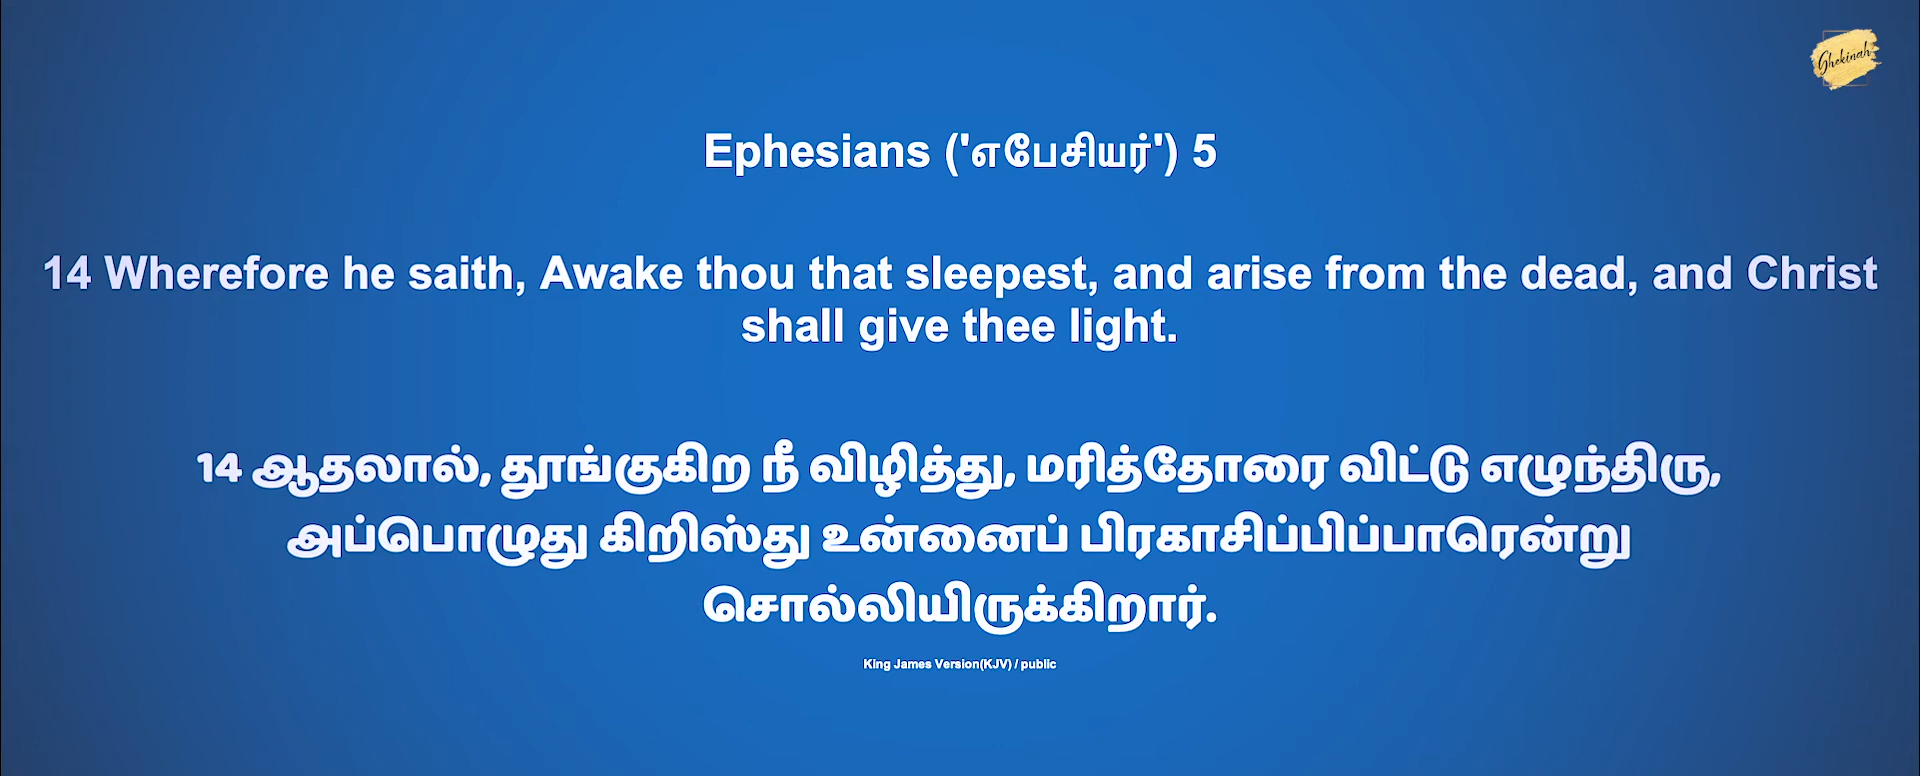 Ghekinah
Ephesians ('எபேசியர்') 5
14 Wherefore he saith, Awake thou that sleepest, and arise from the dead, and Christ
shall give thee light.
14 ஆதலால், தூங்குகிற நீ விழித்து, மரித்தோரை விட்டு எழுந்திரு,
அப்பொழுது கிறிஸ்து உன்னைப் பிரகாசிப்பிப்பாரென்று
சொல்லியிருக்கிறார்.
King James Version(KJV) / public